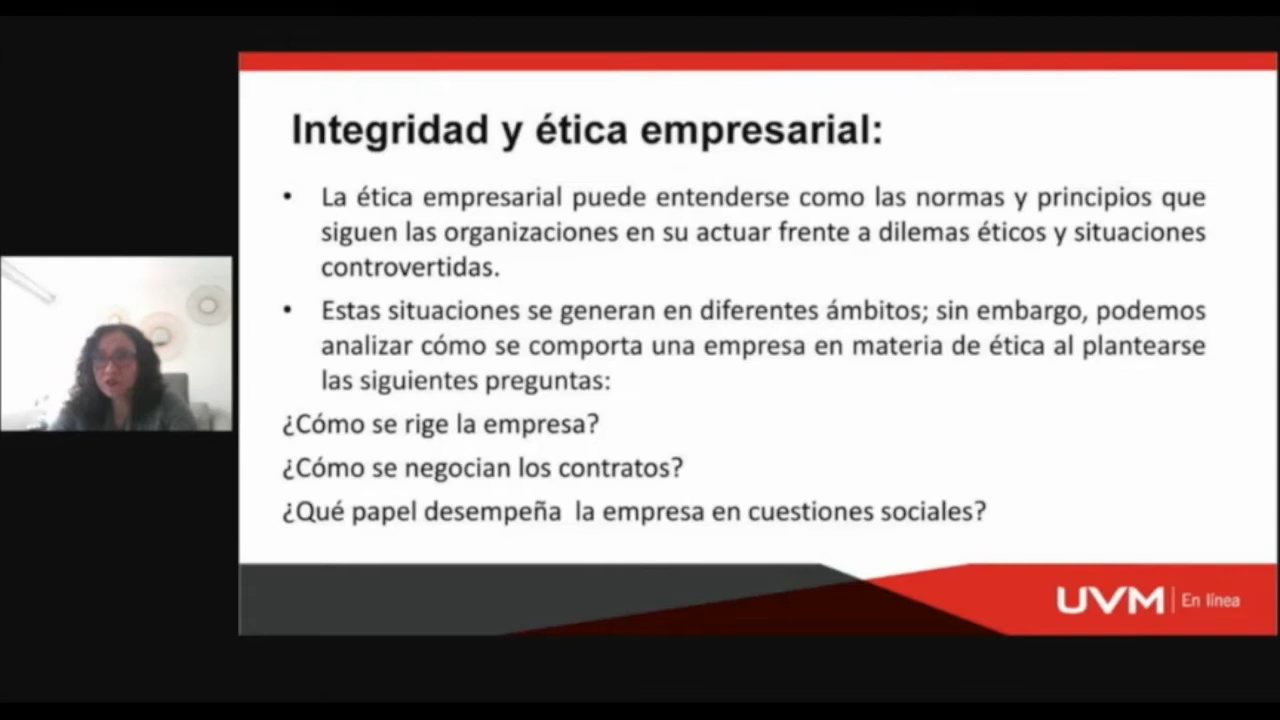 Integridad y ética empresarial:
• La ética empresarial puede entenderse como las normas y principios que
siguen las organizaciones en su actuar frente a dilemas éticos y situaciones
controvertidas.
• Estas situaciones se generan en diferentes ámbitos; sin embargo, podemos
analizar cómo se comporta una empresa en materia de ética al plantearse
las siguientes preguntas:
¿Cómo se rige la empresa?
¿Cómo se negocian los contratos?
¿Qué papel desempeña la empresa en cuestiones sociales?
UVM | En línea